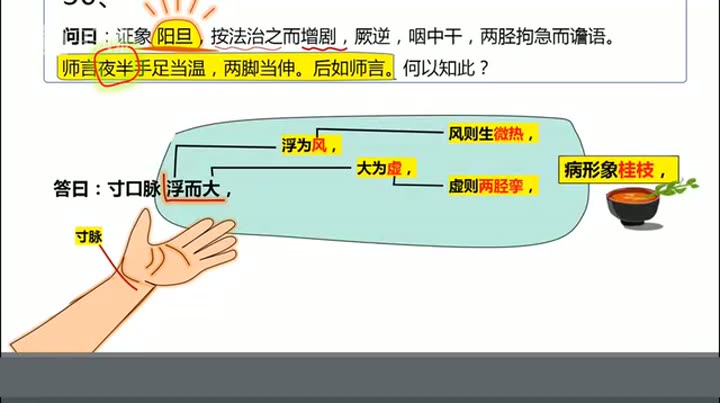 30、
问曰：证象阳旦，按法治之而增剧，厥逆，咽中干，两胫拘急而谵语。
师言夜半手足当温，两脚当伸。后如师言。何以知此？
风则生微热，
浮为风，
大为虚，
病形象桂枝，
答曰：寸口脉浮而大，
虚则两胫挛，
寸脉